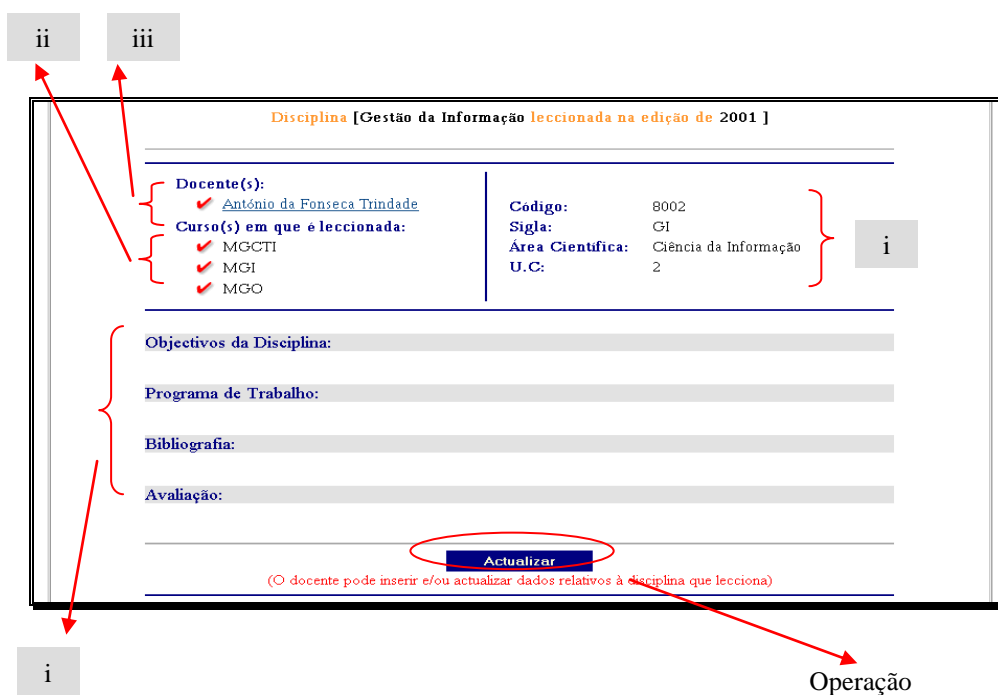 ii
iii
Disciplina [Gestão da Informação leccionada na edição de 2001 ]
Docente(s):
António da Fonseca Trindade
Curso(s) em que é leccionada:
MGCTI
MGI
MGO
Código: 8002
Sigla: GI
Área Científica: Ciência da Informação
U.C: 2
i
Objectivos da Disciplina:
Programa de Trabalho:
Bibliografia:
Avaliação:
Actualizar
(O docente pode inserir e/ou actualizar dados relativos à disciplina que lecciona)
i
Operação